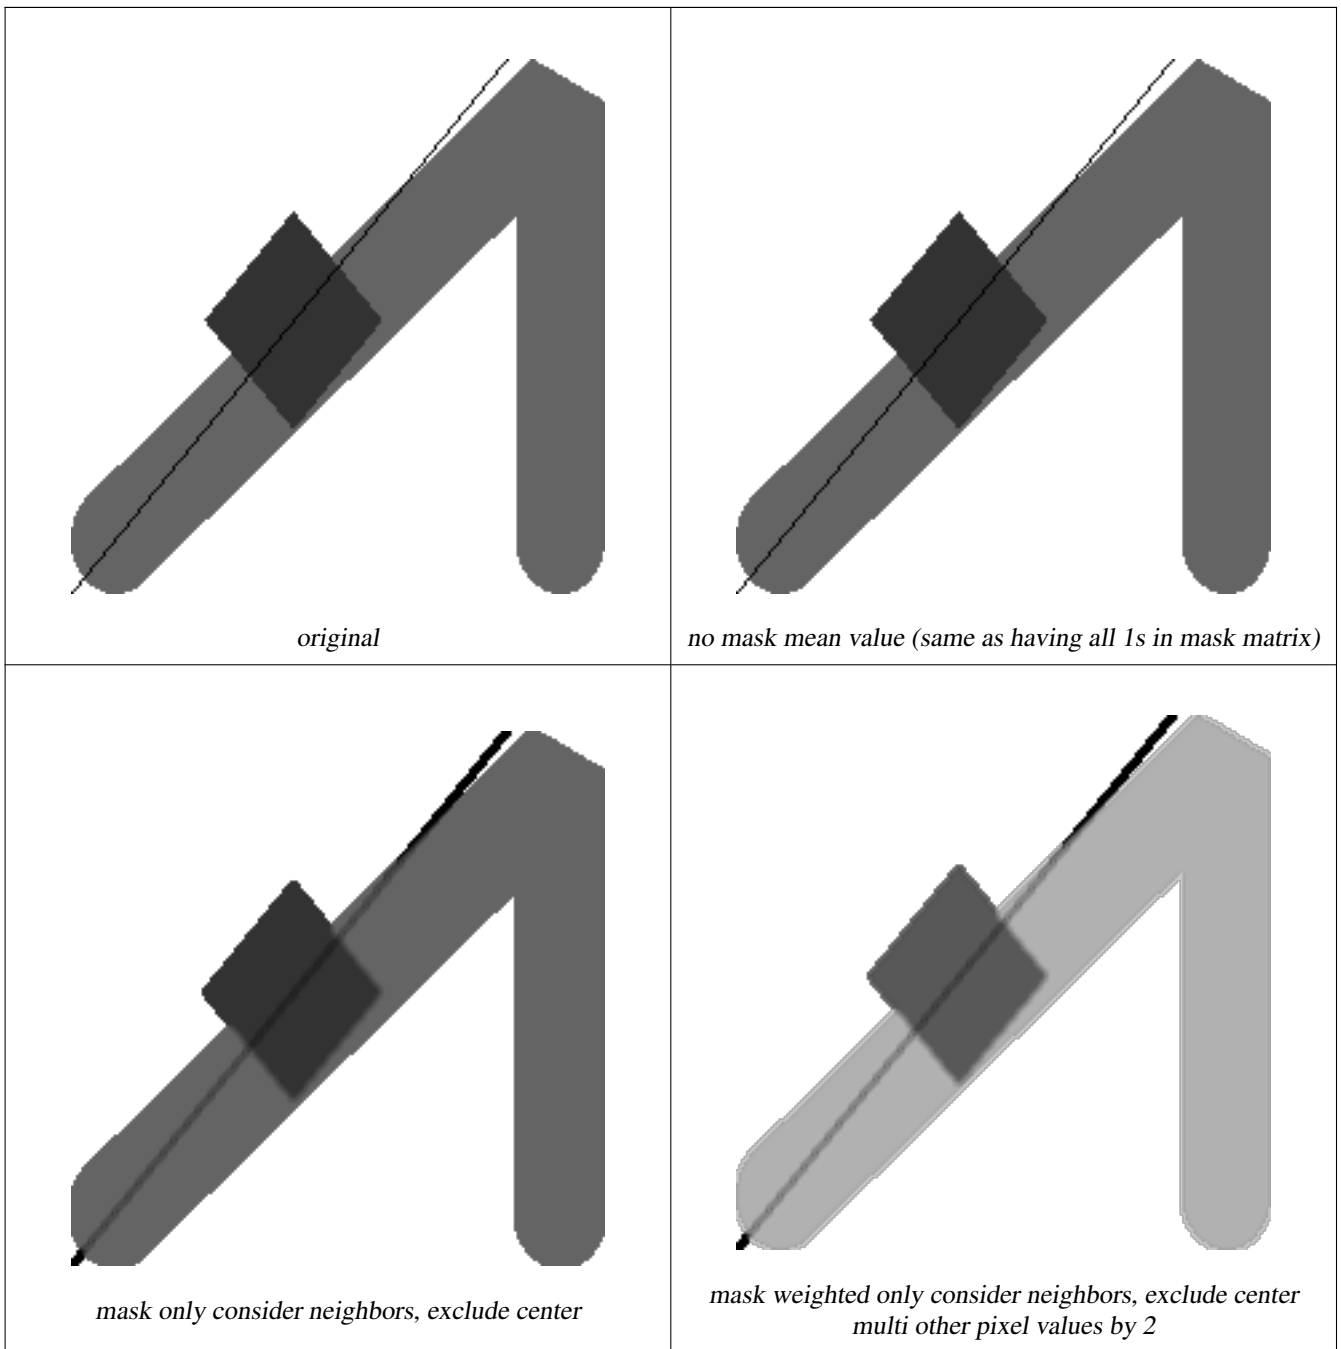 original
no mask mean value (same as having all 1s in mask matrix)
mask only consider neighbors, exclude center
mask weighted only consider neighbors, exclude center
multi other pixel values by 2